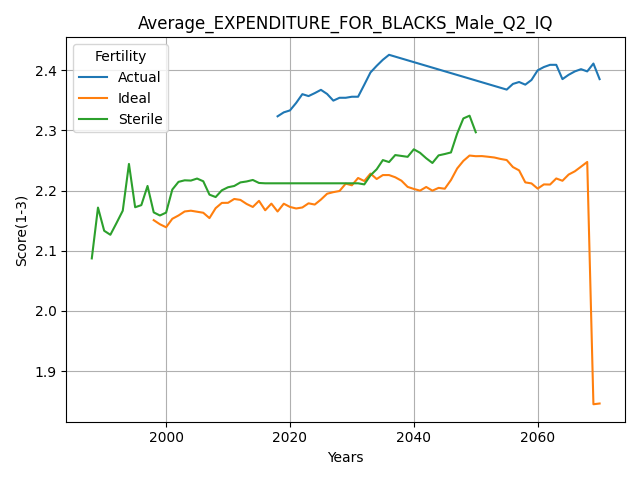 Average_EXPENDITURE_FOR_BLACKS_Male_Q2_IQ
Fertility
Actual
Ideal
Sterile
Score(1-3)
2.4
2.3
2.2
2.1
2.0
1.9
2000
2020
2040
2060
Years